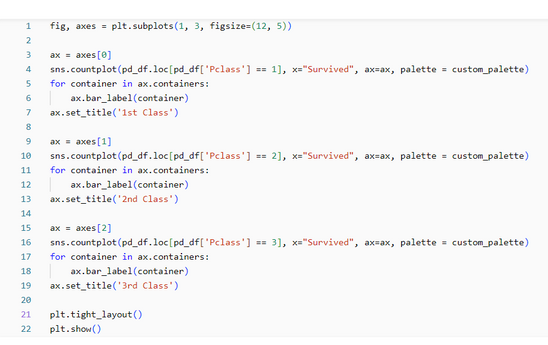 1 fig, axes = plt.subplots(1, 3, figsize=(12, 5))
2
3 ax = axes[0]
4 sns.countplot(pd_df.loc[pd_df['Pclass'] == 1], x="Survived", ax=ax, palette = custom_palette)
5 for container in ax.containers:
6     ax.bar_label(container)
7 ax.set_title('1st Class')
8
9 ax = axes[1]
10 sns.countplot(pd_df.loc[pd_df['Pclass'] == 2], x="Survived", ax=ax, palette = custom_palette)
11 for container in ax.containers:
12     ax.bar_label(container)
13 ax.set_title('2nd Class')
14
15 ax = axes[2]
16 sns.countplot(pd_df.loc[pd_df['Pclass'] == 3], x="Survived", ax=ax, palette = custom_palette)
17 for container in ax.containers:
18     ax.bar_label(container)
19 ax.set_title('3rd Class')
20
21 plt.tight_layout()
22 plt.show()